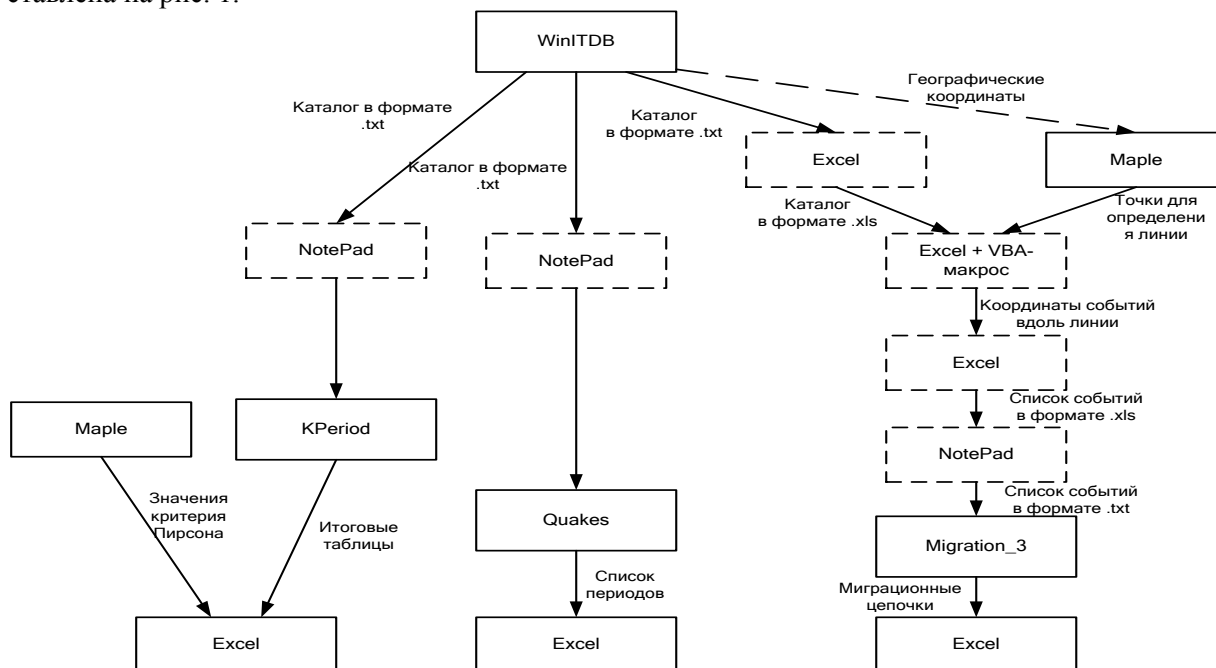 ставлена на рис. 1.
WinITDB
Географические
координаты
Каталог в формате
.txt
Каталог
в формате .txt
Каталог в формате
.txt
Excel
Maple
Каталог
в формате .xls
Точки для
определени
я линии
NotePad
NotePad
Excel + VBA-
макрос
Координаты событий
вдоль линии
Excel
Список событий
в формате .xls
Maple
KPeriod
NotePad
Список событий
в формате .txt
Значения
критерия
Пирсона
Итоговые
таблицы
Quakes
Migration_3
Список
периодов
Миграционные
цепочки
Excel
Excel
Excel